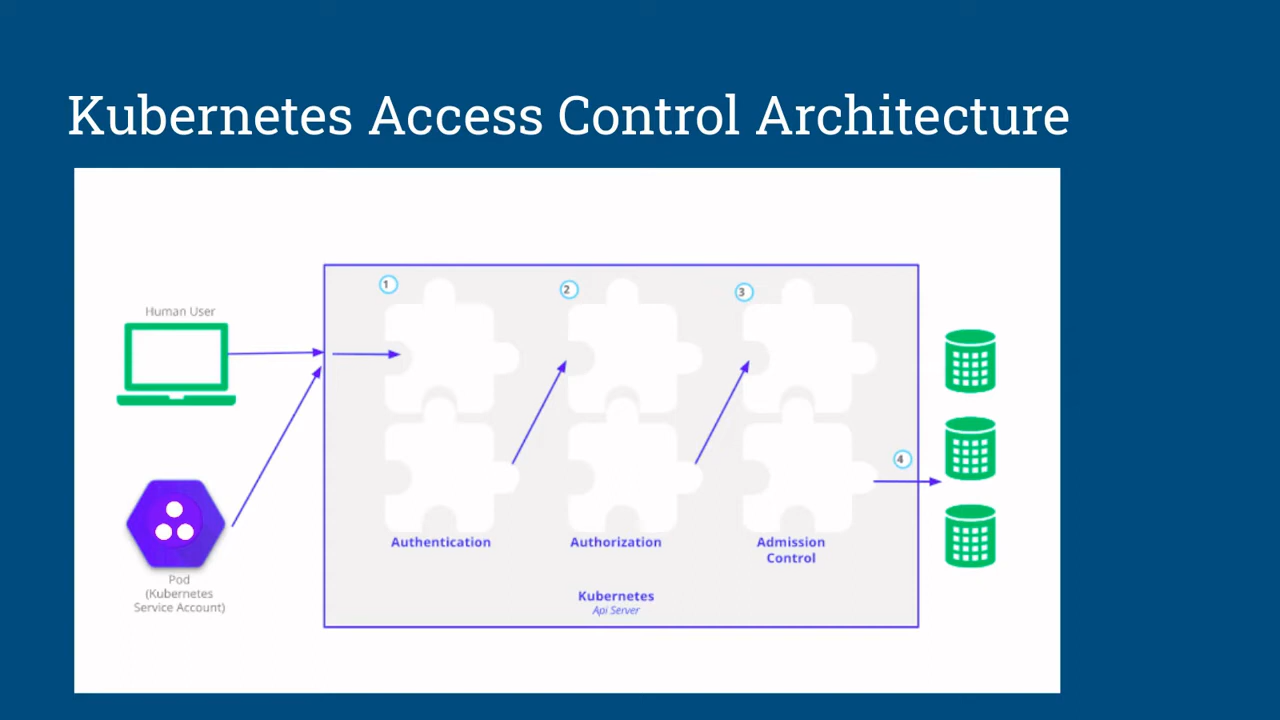 Kubernetes Access Control Architecture
1
2
3
Human User
4
Authentication
Authorization
Admission
Control
Pod
(Kubernetes
Service Account)
Kubernetes
Api Server